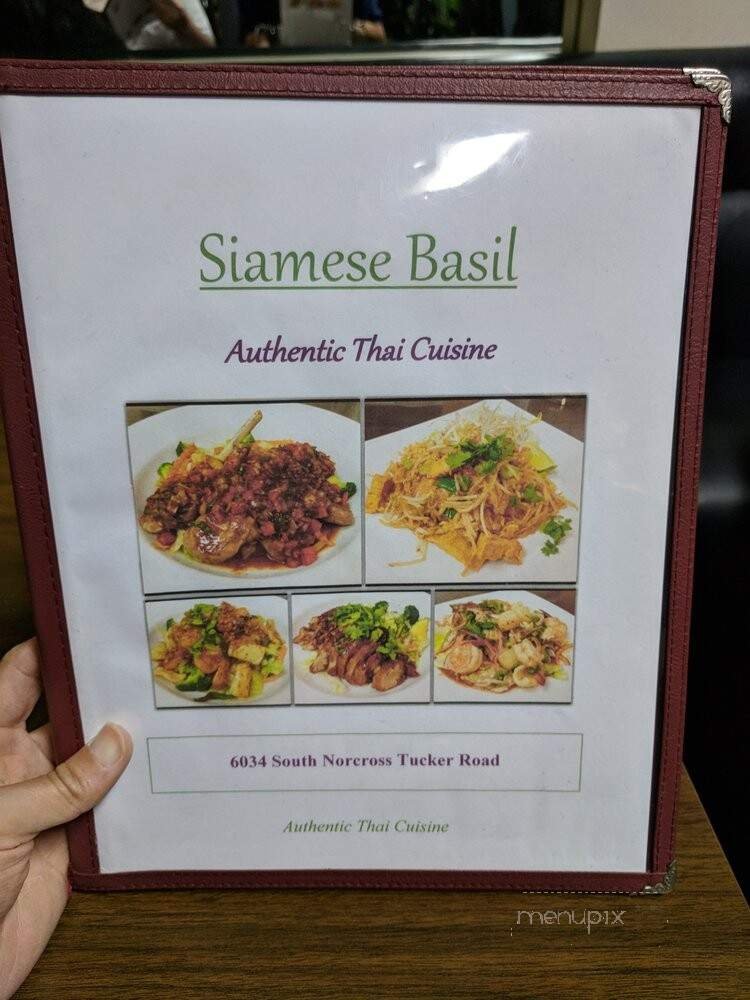 Siamese Basil
Authentic Thai Cuisine
6034 South Norcross Tucker Road
Authentic Thai Cuisine
menupix